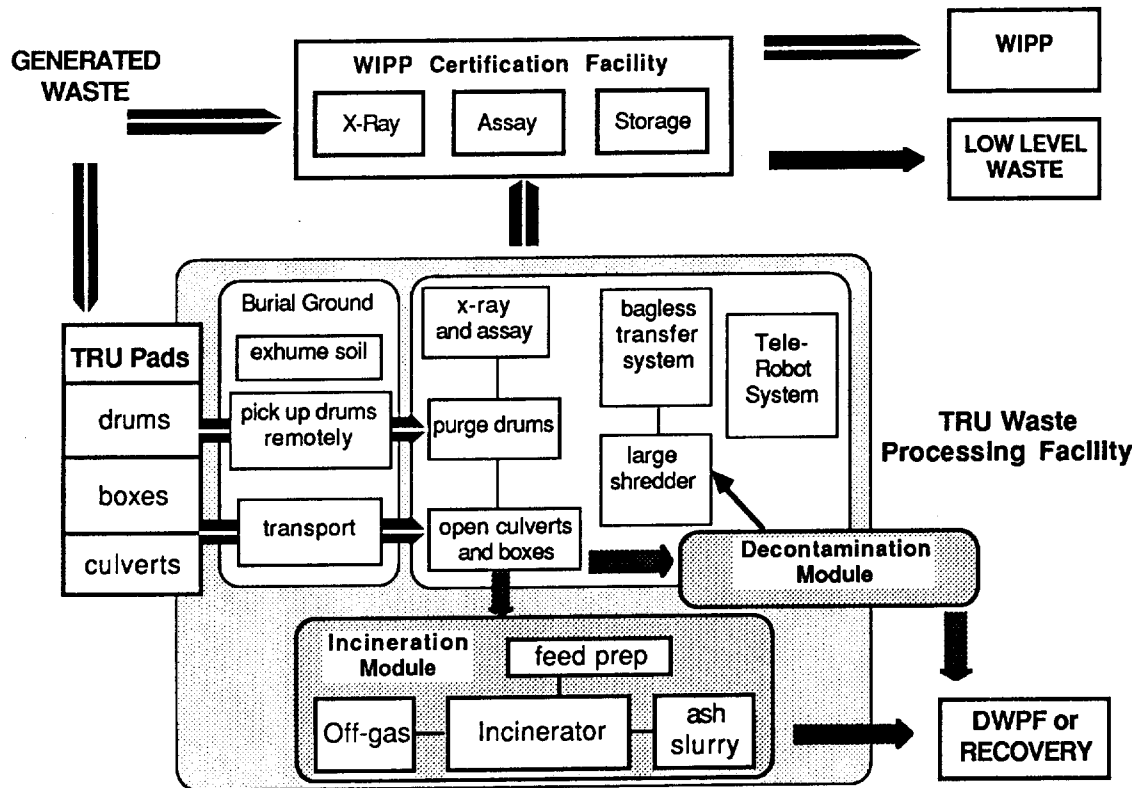 GENERATED
WASTE
WIPP Certification Facility
X-Ray
Assay
Storage
WIPP
LOW LEVEL
WASTE
TRU Pads
drums
boxes
culverts
Burial Ground
exhume soil
pick up drums
remotely
transport
x-ray
and assay
purge drums
open culverts
and boxes
bagless
transfer
system
large
shredder
Tele-
Robot
System
TRU Waste
Processing Facility
Decontamination
Module
Incineration
Module
feed prep
Off-gas
Incinerator
ash
slurry
DWPF or
RECOVERY